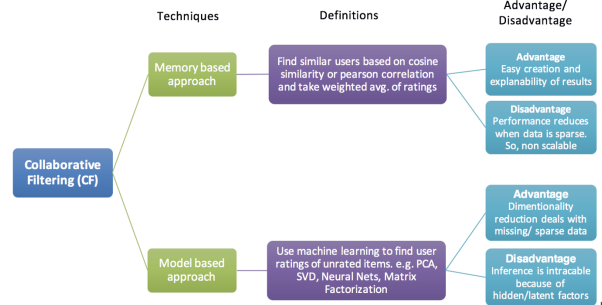 Techniques
Definitions
Advantage/
Disadvantage
Collaborative
Filtering (CF)
Memory based
approach
Find similar users based on cosine
similarity or pearson correlation
and take weighted avg. of ratings
Advantage
Easy creation and
explanability of results
Disadvantage
Performance reduces
when data is sparse.
So, non scalable
Model based
approach
Use machine learning to find user
ratings of unrated items. e.g. PCA,
SVD, Neural Nets, Matrix
Factorization
Advantage
Dimentionality
reduction deals with
missing/ sparse data
Disadvantage
Inference is intracable
because of
hidden/latent factors